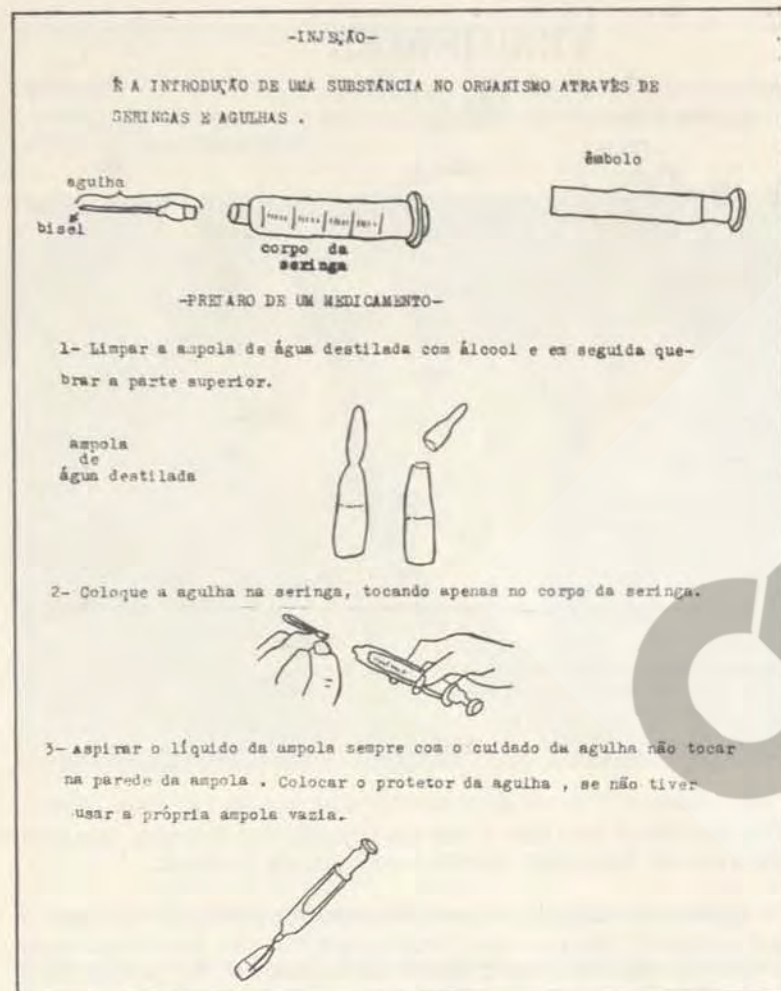 -INJEÇÃO-
É A INTRODUÇÃO DE UMA SUBSTÂNCIA NO ORGANISMO ATRAVÉS DE
SERINGAS E AGULHAS .
êmbolo
agulha
bisel
corpo da
seringa
-PREPARO DE UM MEDICAMENTO-
1- Limpar a ampola de água destilada com álcool e em seguida que-
brar a parte superior.
ampola
de
água destilada
2- Coloque a agulha na seringa, tocando apenas no corpo da seringa.
3- Aspirar o líquido da ampola sempre com o cuidado da agulha não tocar
na parede da ampola . Colocar o protetor da agulha , se não tiver
usar a própria ampola vazia.